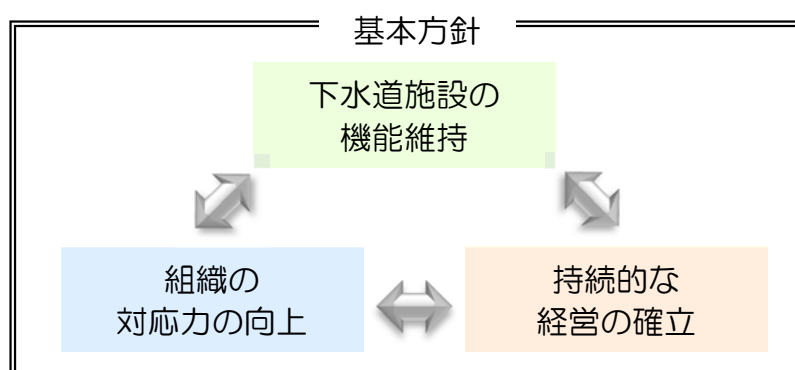 基本方針
下水道施設の
機能維持
組織の
対応力の向上
持続的な
経営の確立